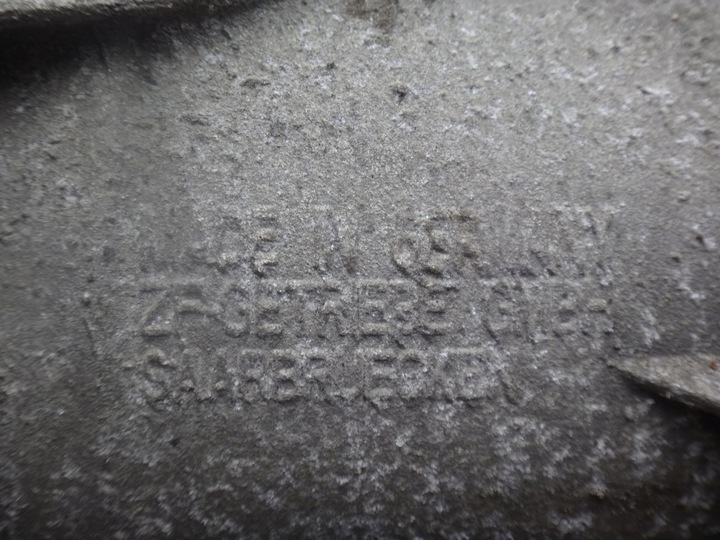 MADE IN GERMANY
ZF-GETRIEBE GMBH
SAARBRUECKEN